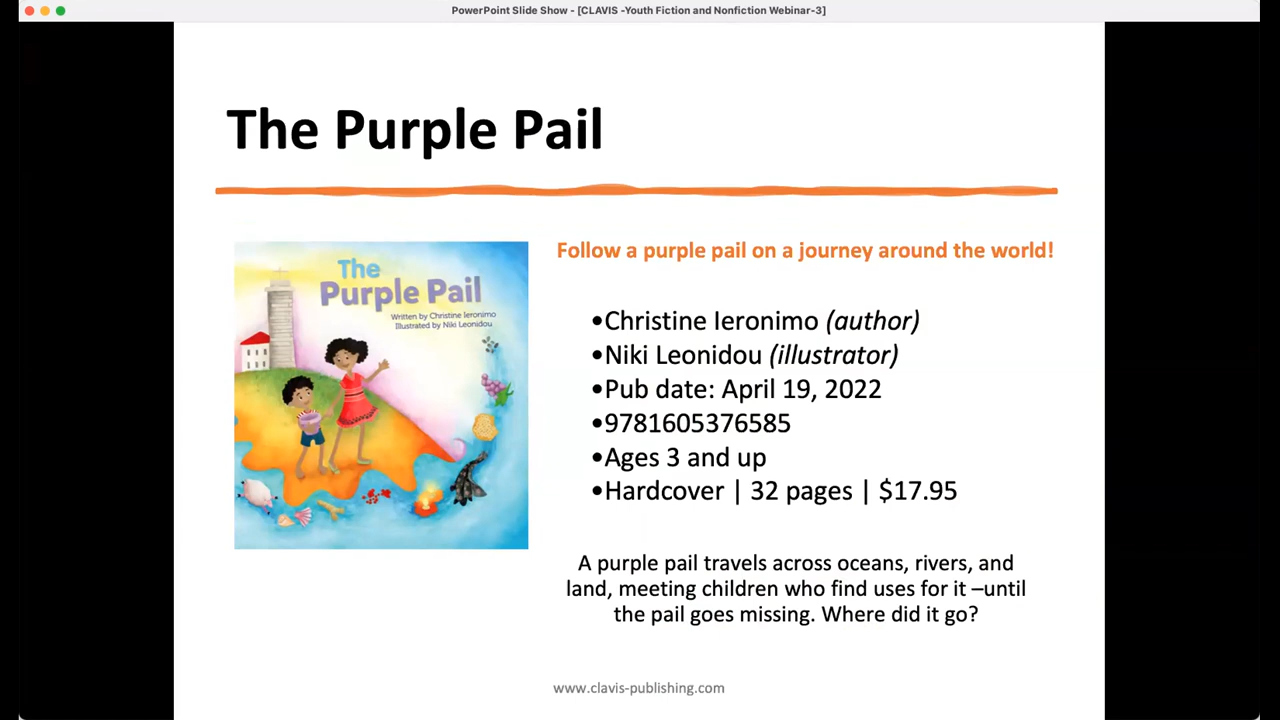 PowerPoint Slide Show - [CLAVIS -Youth Fiction and Nonfiction Webinar-3]
The Purple Pail
Follow a purple pail on a journey around the world!
The
Purple Pail
Written by Christine Ieronimo
Illustrated by Niki Leonidou
•Christine Ieronimo (author)
•Niki Leonidou (illustrator)
•Pub date: April 19, 2022
•9781605376585
•Ages 3 and up
•Hardcover | 32 pages | $17.95
A purple pail travels across oceans, rivers, and
land, meeting children who find uses for it –until
the pail goes missing. Where did it go?
www.clavis-publishing.com